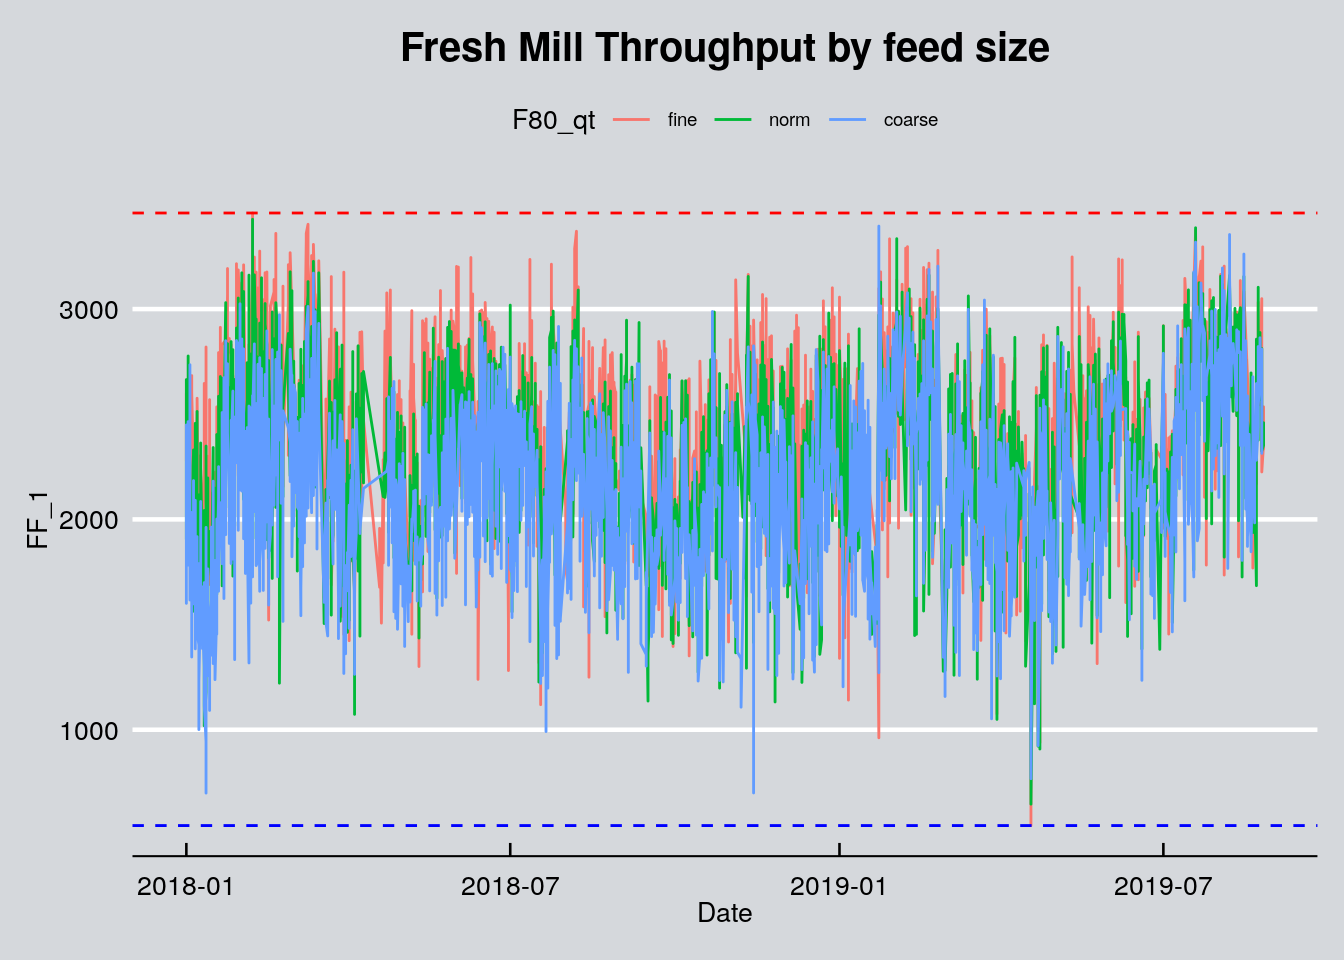 Fresh Mill Throughput by feed size
F80_qt fine norm coarse
3000
2000
1000
FF_1
2018-01 2018-07 2019-01 2019-07
Date